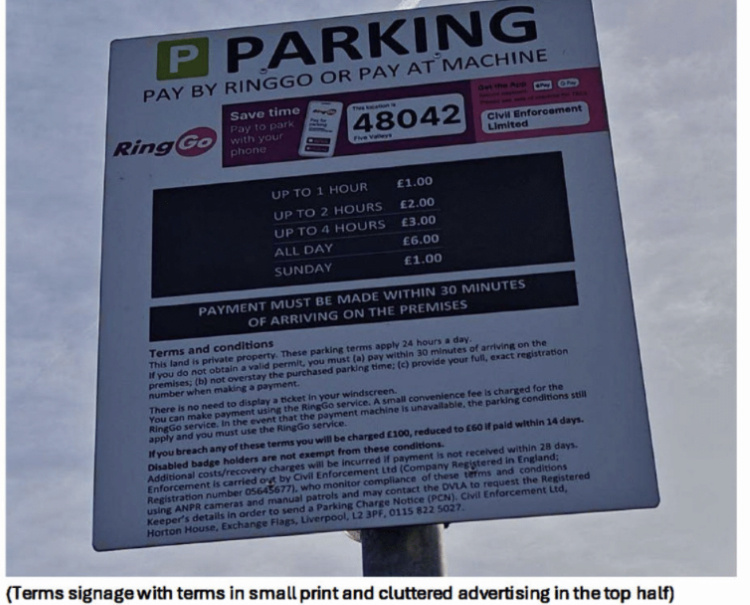 P PARKING
PAY BY RINGGO OR PAY AT MACHINE
RingGo
Save time
Pay to park
with your
phone
This location is
48042
Five Valleys
Get the App
Pay
G Pay
Civil Enforcement
Limited
UP TO 1 HOUR £1.00
UP TO 2 HOURS £2.00
UP TO 4 HOURS £3.00
ALL DAY £6.00
SUNDAY £1.00
PAYMENT MUST BE MADE WITHIN 30 MINUTES
OF ARRIVING ON THE PREMISES
Terms and conditions
This land is private property. These parking terms apply 24 hours a day.
If you do not obtain a valid permit, you must (a) pay within 30 minutes of arriving on the
premises; (b) not overstay the purchased parking time; (c) provide your full, exact registration
number when making a payment.
There is no need to display a ticket in your windscreen.
You can make payment using the RingGo service. A small convenience fee is charged for the
RingGo service. In the event that the payment machine is unavailable, the parking conditions still
apply and you must use the RingGo service.
If you breach any of these terms you will be charged £100, reduced to £60 if paid within 14 days.
Disabled badge holders are not exempt from these conditions.
Additional costs/recovery charges will be incurred if payment is not received within 28 days.
Enforcement is carried out by Civil Enforcement Ltd (Company Registered in England;
Registration number 05645677), who monitor compliance of these terms and conditions
using ANPR cameras and manual patrols and may contact the DVLA to request the Registered
Keeper's details in order to send a Parking Charge Notice (PCN). Civil Enforcement Ltd,
Horton House, Exchange Flags, Liverpool, L2 3PF, 0115 822 5027.
(Terms signage with terms in small print and cluttered advertising in the top half)